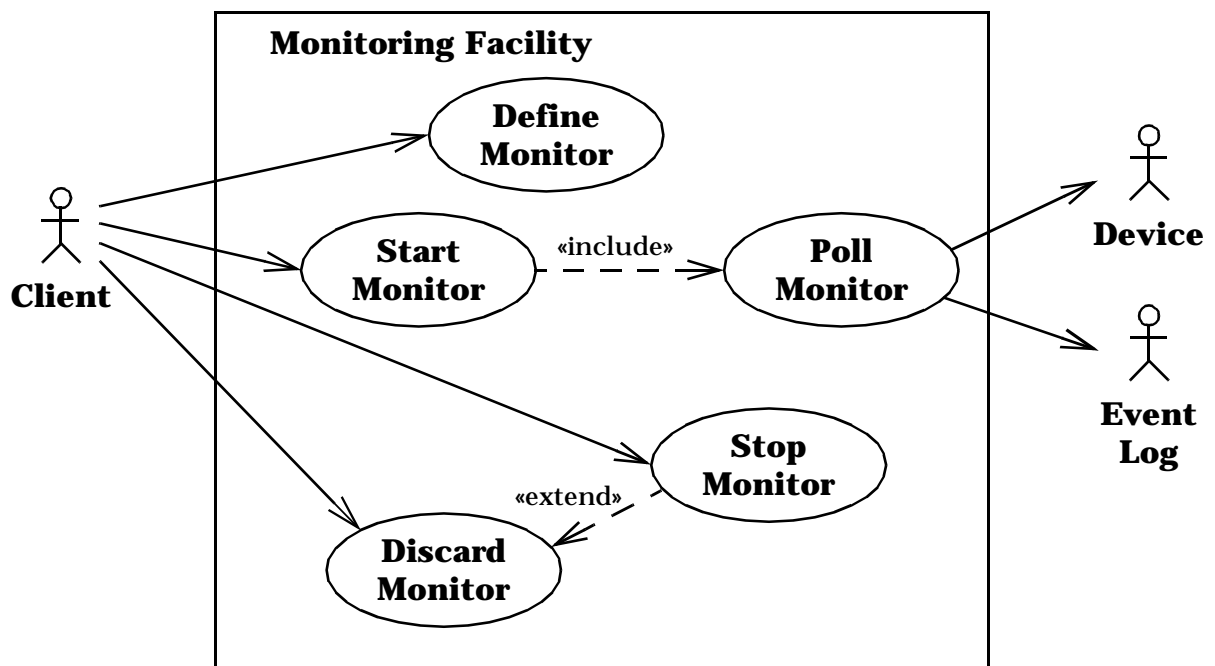 Monitoring Facility
Define
Monitor
Client
Start
Monitor
«include»
Poll
Monitor
Device
Event
Log
Stop
Monitor
«extend»
Discard
Monitor